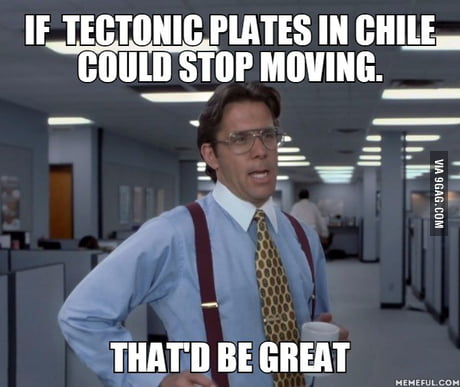 IF TECTONIC PLATES IN CHILE
COULD STOP MOVING.
VIA 9GAG.COM
THAT'D BE GREAT
MEMEFUL.COM